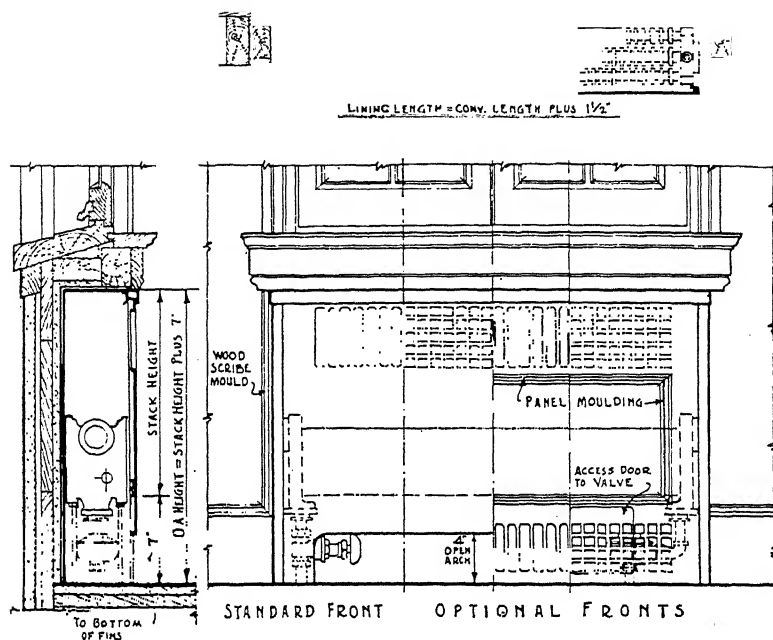 LINING LENGTH = CONV. LENGTH PLUS 1½"
STACK HEIGHT
O A HEIGHT = STACK HEIGHT PLUS 7"
7"
WOOD
SCRIBE
MOULD
PANEL MOULDING
ACCESS DOOR
TO VALVE
4"
OPEN
ARCH
STANDARD FRONT
OPTIONAL FRONTS
TO BOTTOM
OF FINS